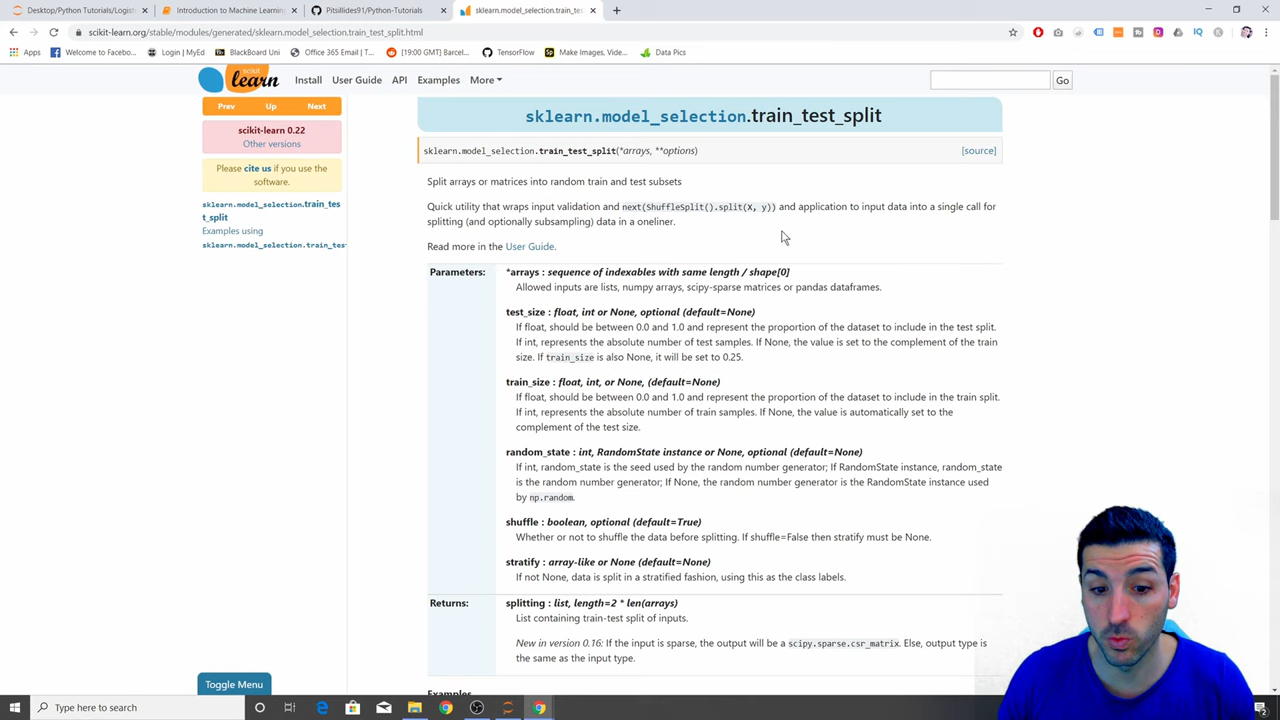 Desktop/Python Tutorials/Logist
Introduction to Machine Learning
Pitsillides91/Python-Tutorials
sklearn.model_selection.train_tes
scikit-learn.org/stable/modules/generated/sklearn.model_selection.train_test_split.html
Apps
Welcome to Faceboo...
Login | MyEd
BlackBoard Uni
Office 365 Email | T...
[19:00 GMT] Barcel...
TensorFlow
Make Images, Vide...
Data Pics
scikit
learn
Install
User Guide
API
Examples
More
Go
Prev
Up
Next
scikit-learn 0.22
Other versions
Please cite us if you use the
software.
sklearn.model_selection.train_tes
t_split
Examples using
sklearn.model_selection.train_test
sklearn.model_selection.train_test_split
sklearn.model_selection.train_test_split(*arrays, **options)
[source]
Split arrays or matrices into random train and test subsets
Quick utility that wraps input validation and next(ShuffleSplit().split(X, y)) and application to input data into a single call for
splitting (and optionally subsampling) data in a oneliner.
Read more in the User Guide.
Parameters:
*arrays : sequence of indexables with same length / shape[0]
Allowed inputs are lists, numpy arrays, scipy-sparse matrices or pandas dataframes.
test_size : float, int or None, optional (default=None)
If float, should be between 0.0 and 1.0 and represent the proportion of the dataset to include in the test split.
If int, represents the absolute number of test samples. If None, the value is set to the complement of the train
size. If train_size is also None, it will be set to 0.25.
train_size : float, int, or None, (default=None)
If float, should be between 0.0 and 1.0 and represent the proportion of the dataset to include in the train split.
If int, represents the absolute number of train samples. If None, the value is automatically set to the
complement of the test size.
random_state : int, RandomState instance or None, optional (default=None)
If int, random_state is the seed used by the random number generator; If RandomState instance, random_state
is the random number generator; If None, the random number generator is the RandomState instance used
by np.random.
shuffle : boolean, optional (default=True)
Whether or not to shuffle the data before splitting. If shuffle=False then stratify must be None.
stratify : array-like or None (default=None)
If not None, data is split in a stratified fashion, using this as the class labels.
Returns:
splitting : list, length=2 * len(arrays)
List containing train-test split of inputs.
New in version 0.16: If the input is sparse, the output will be a scipy.sparse.csr_matrix. Else, output type is
the same as the input type.
Examples
Toggle Menu
Type here to search